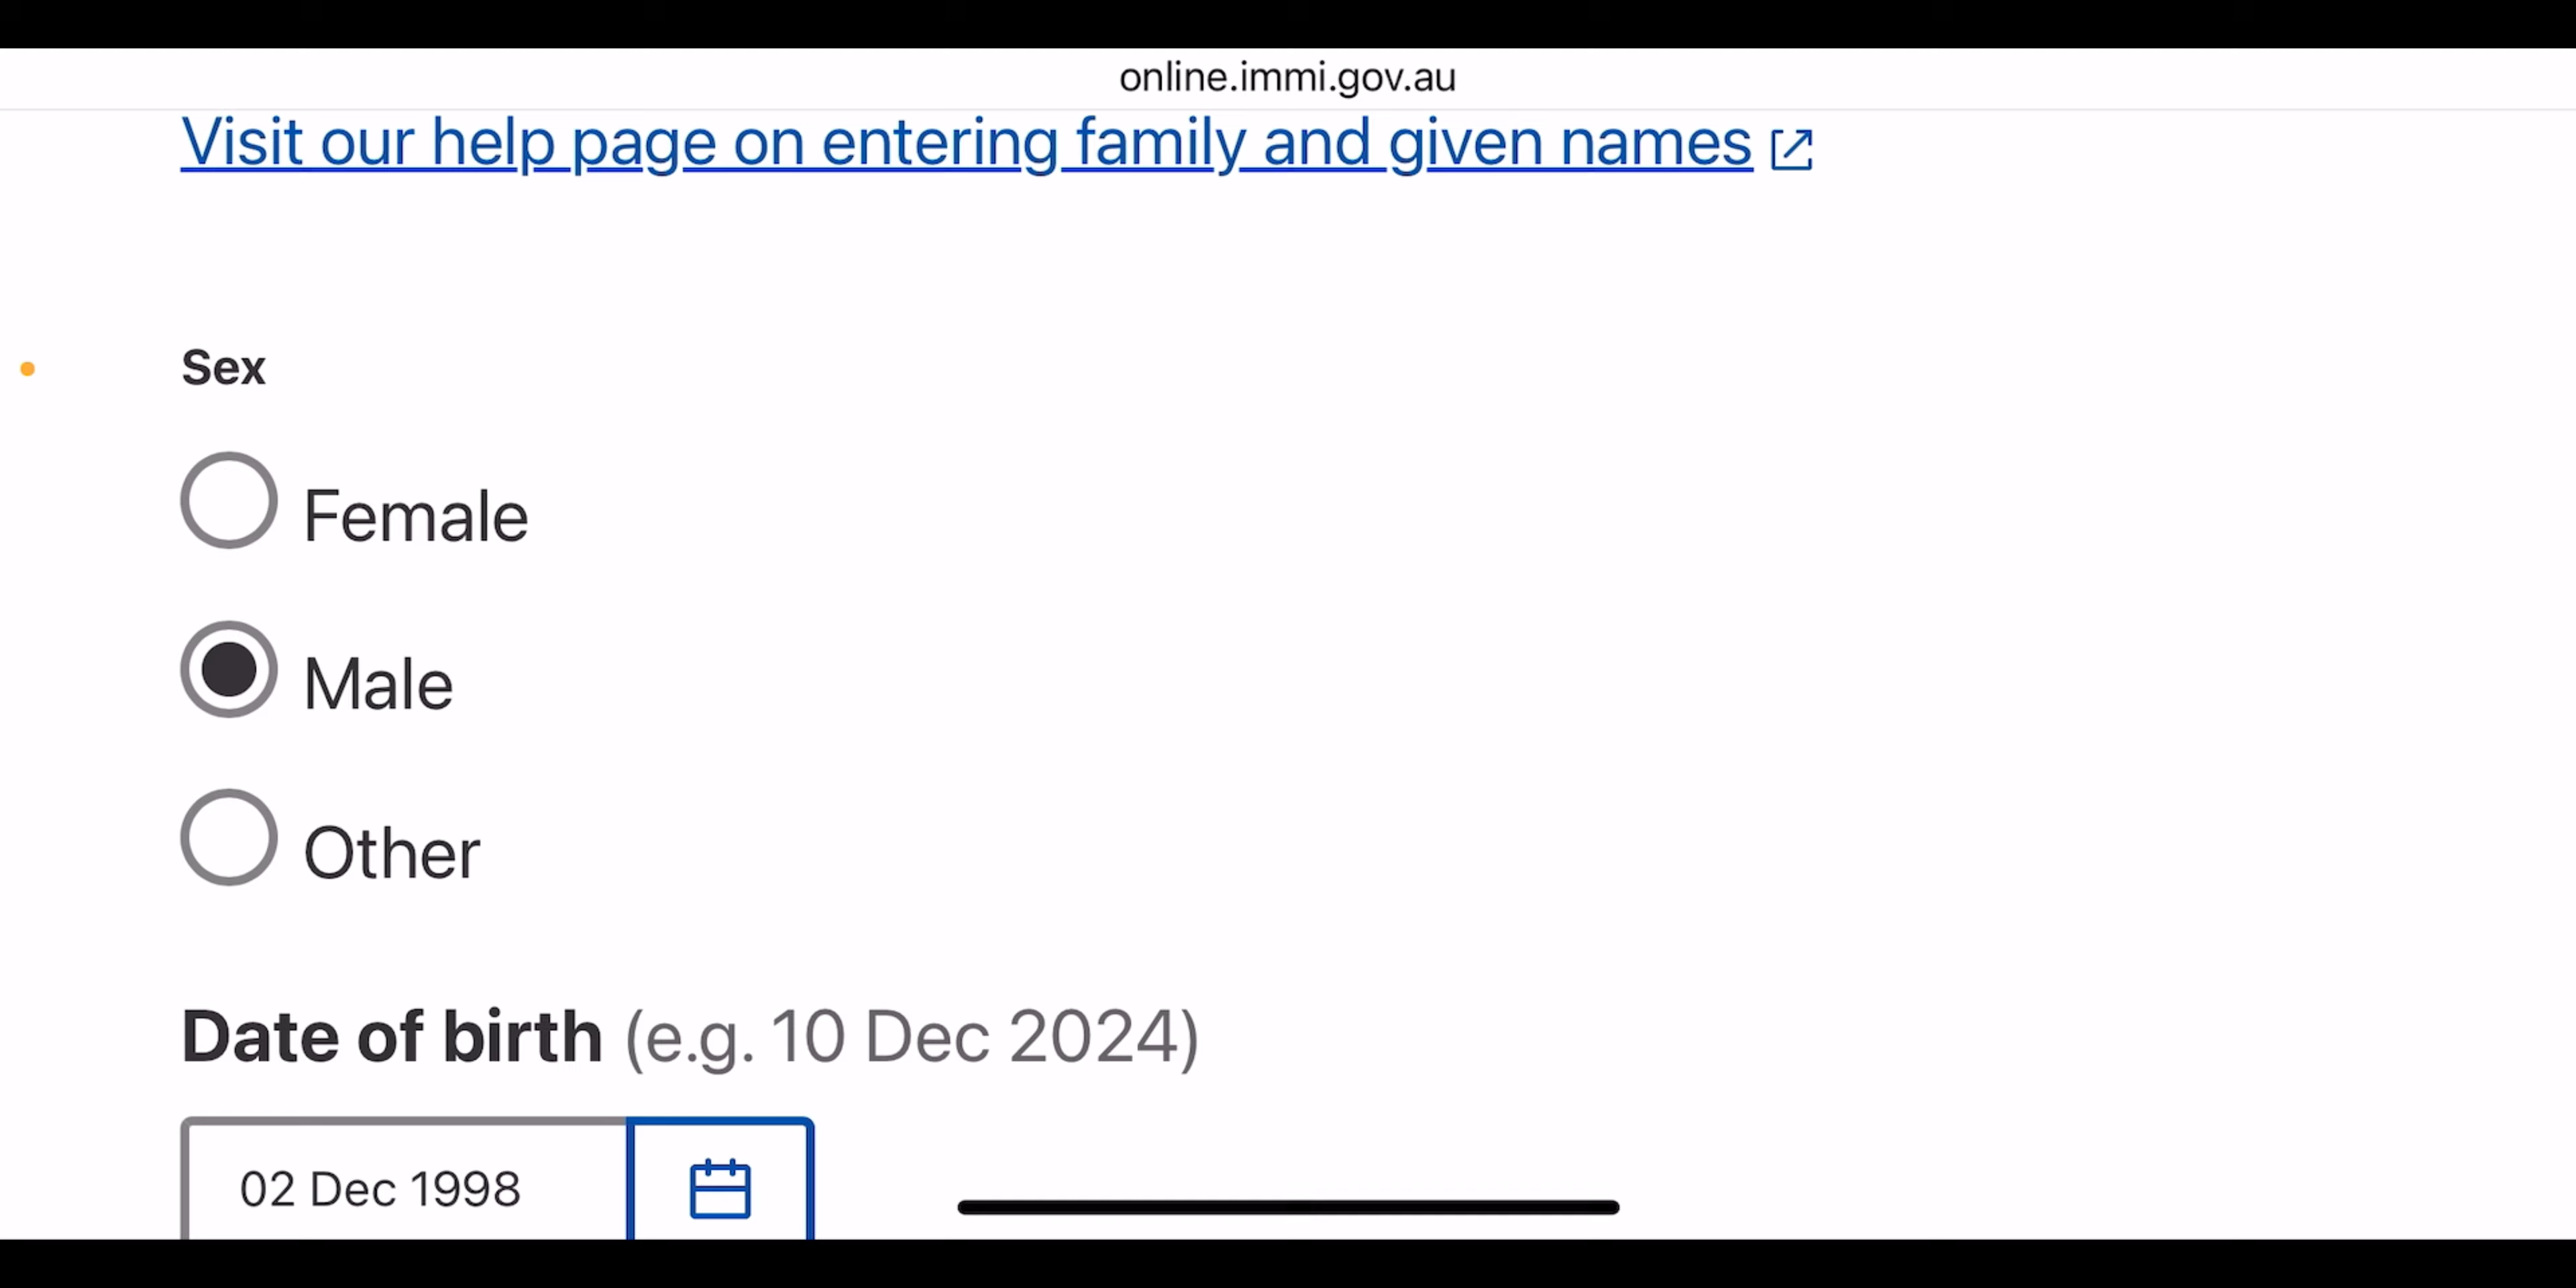 online.immi.gov.au
Visit our help page on entering family and given names
Sex
Female
Male
Other
Date of birth (e.g. 10 Dec 2024)
02 Dec 1998